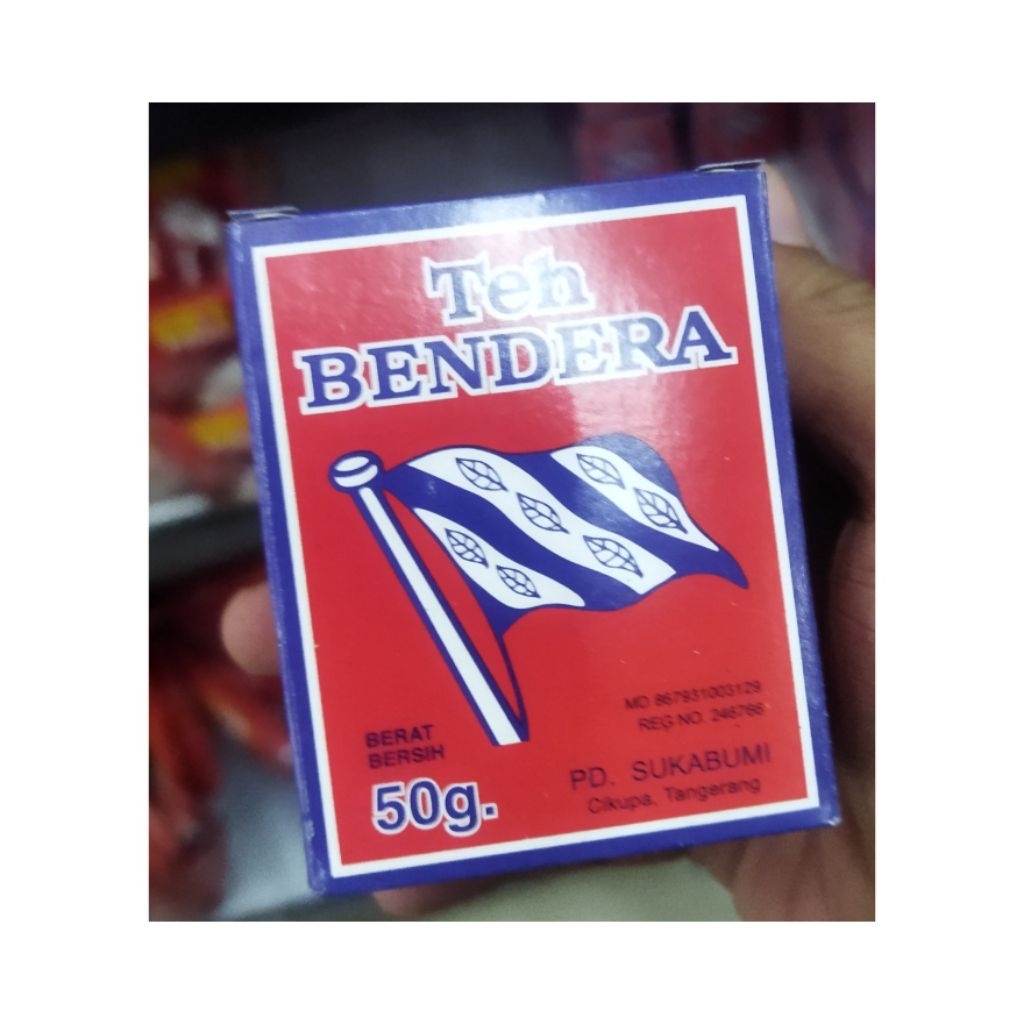 Teh
BENDERA
MD 867931003129
REG NO. 246766
BERAT
BERSIH
50g.
PD. SUKABUMI
Cikupa, Tangerang